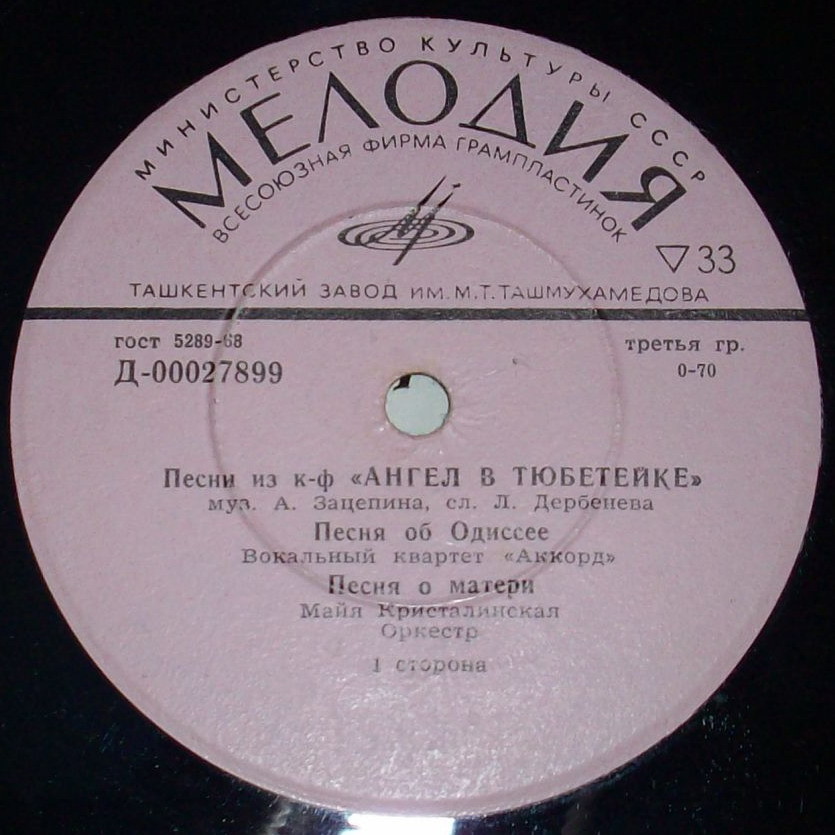 МИНИСТЕРСТВО КУЛЬТУРЫ СССР
МЕЛОДИЯ
ВСЕСОЮЗНАЯ ФИРМА ГРАМПЛАСТИНОК
▽33
ТАШКЕНТСКИЙ ЗАВОД ИМ. М.Т. ТАШМУХАМЕДОВА
гост 5289-68
третья гр.
Д-00027899
0-70
Песни из к-ф «АНГЕЛ В ТЮБЕТЕЙКЕ»
муз. А. Зацепина, сл. Л. Дербенева
Песня об Одиссее
Вокальный квартет «Аккорд»
Песня о матери
Майя Кристалинская
Оркестр
1 сторона